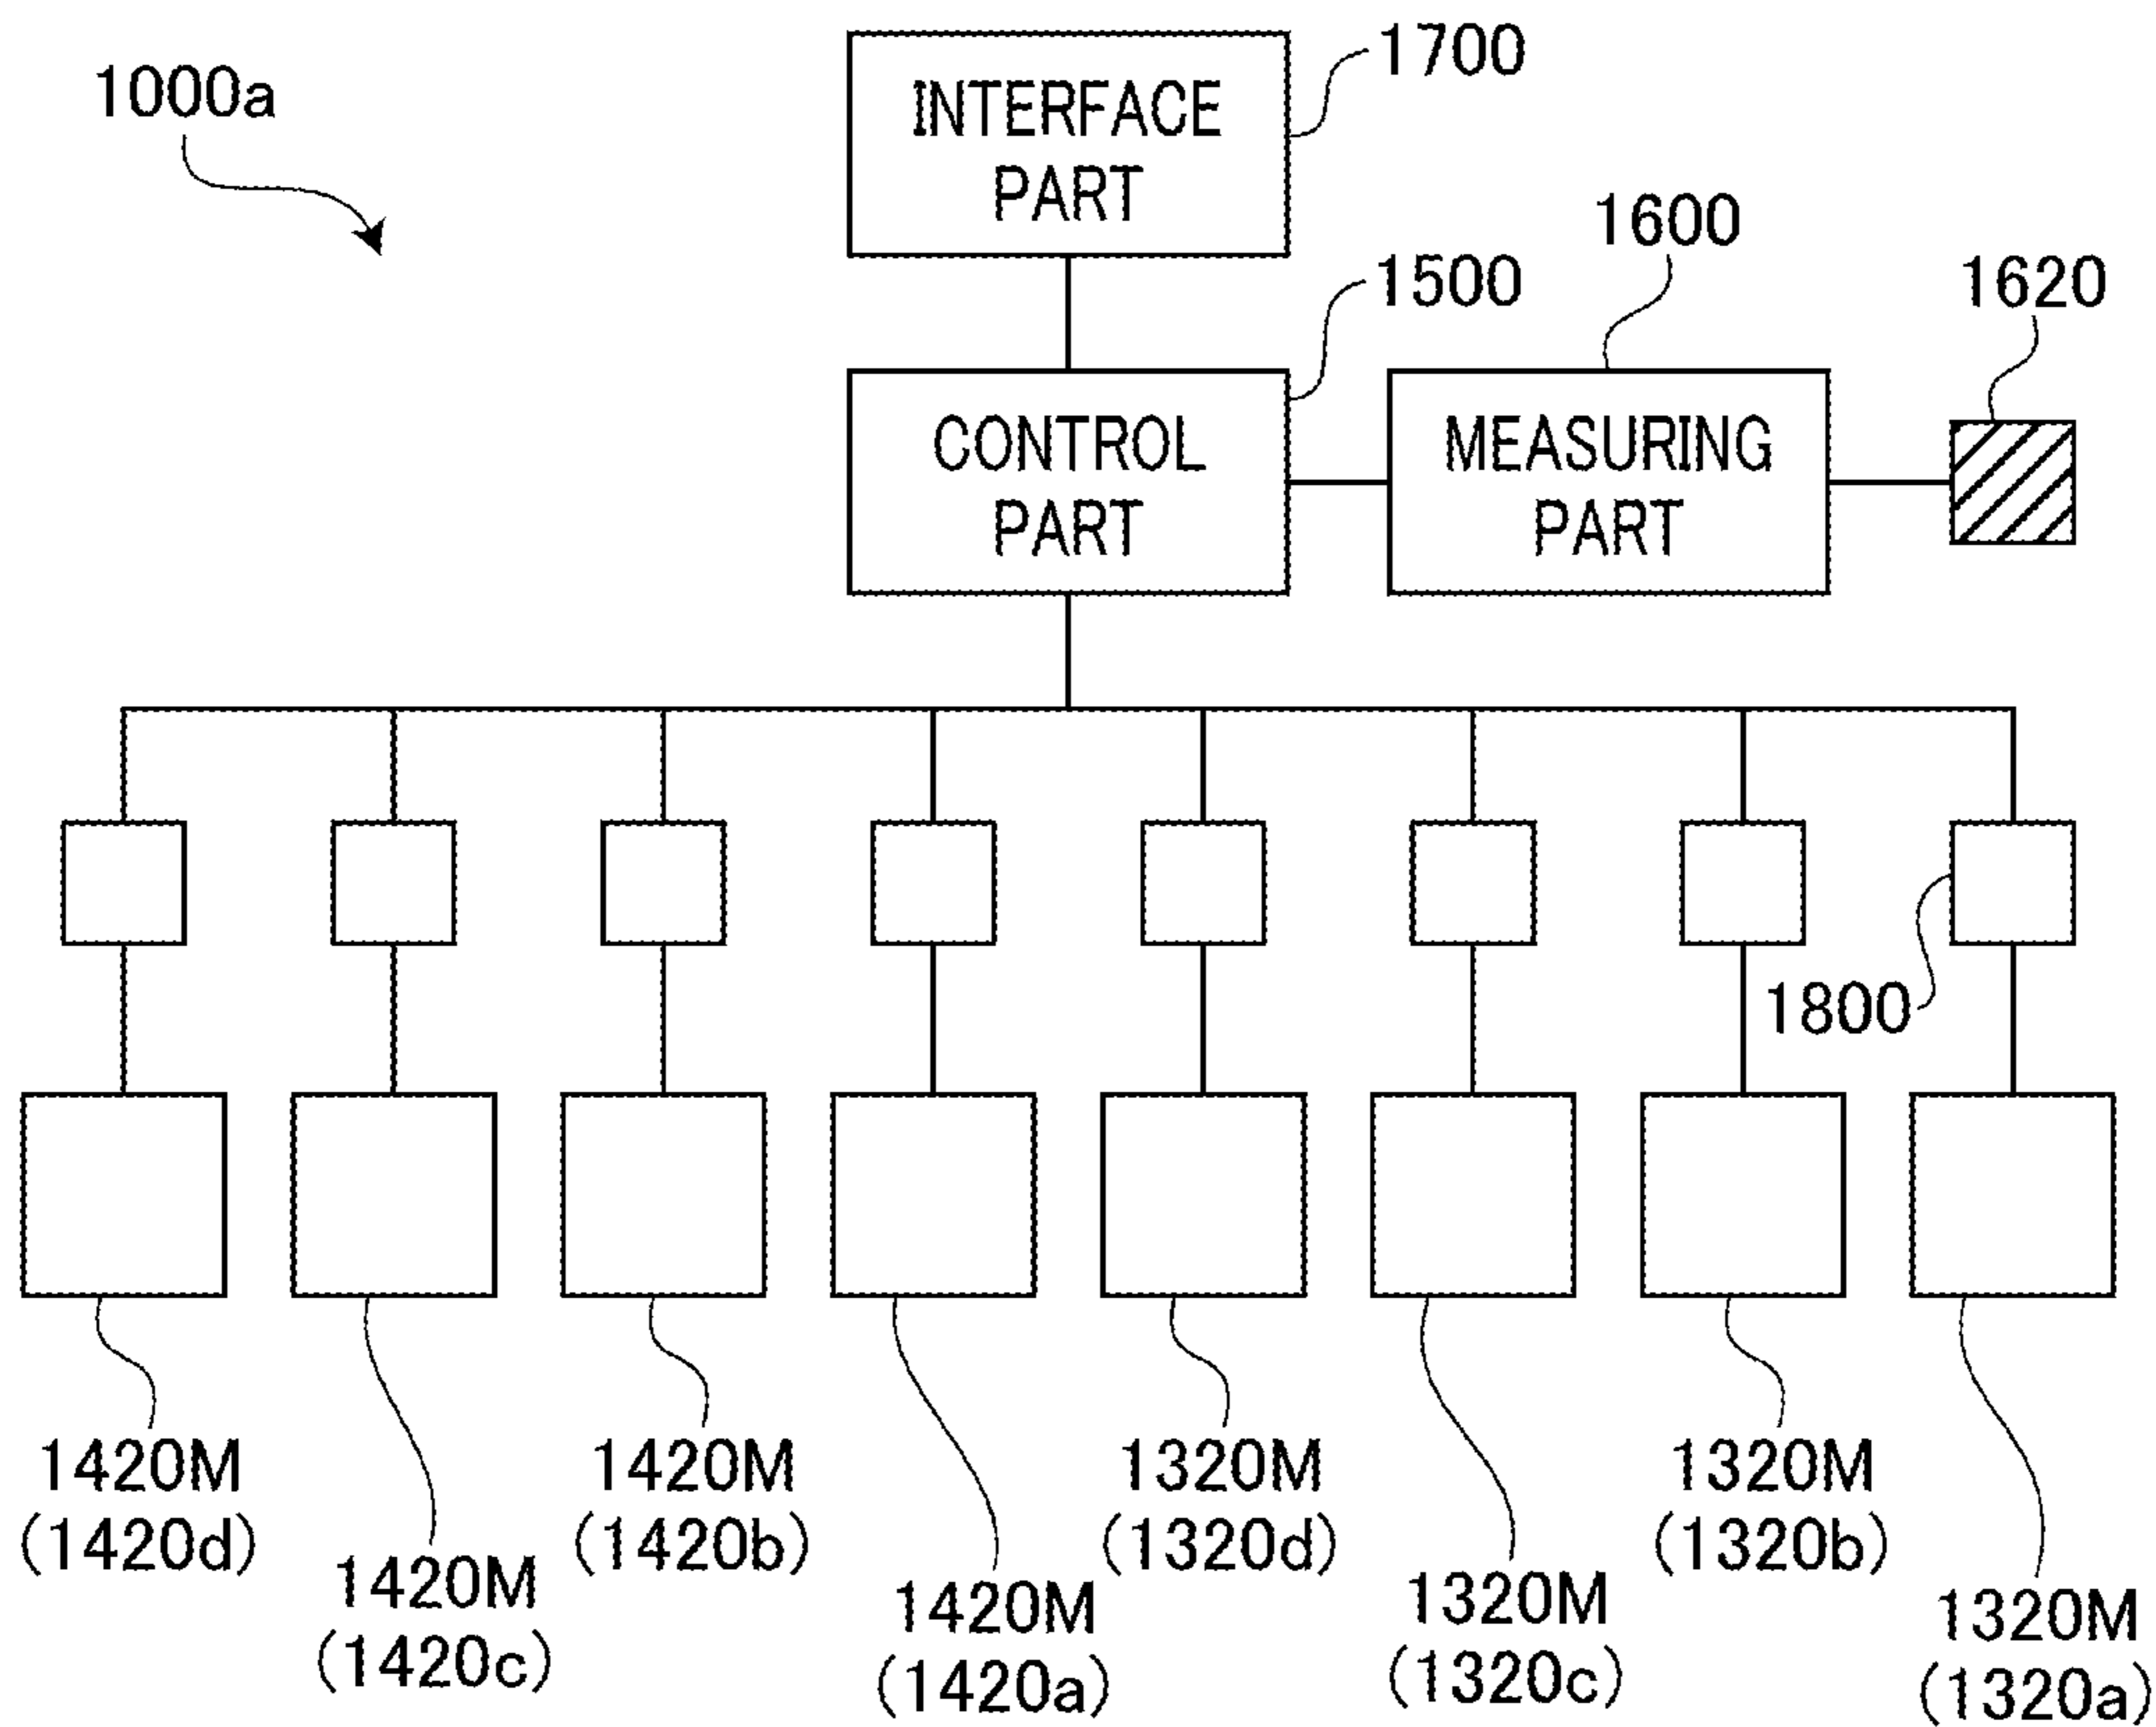 1000a
INTERFACE
PART
1700
1500
1600
1620
CONTROL
PART
MEASURING
PART
1800
1420M
(1420d)
1420M
(1420c)
1420M
(1420b)
1420M
(1420a)
1320M
(1320d)
1320M
(1320c)
1320M
(1320b)
1320M
(1320a)